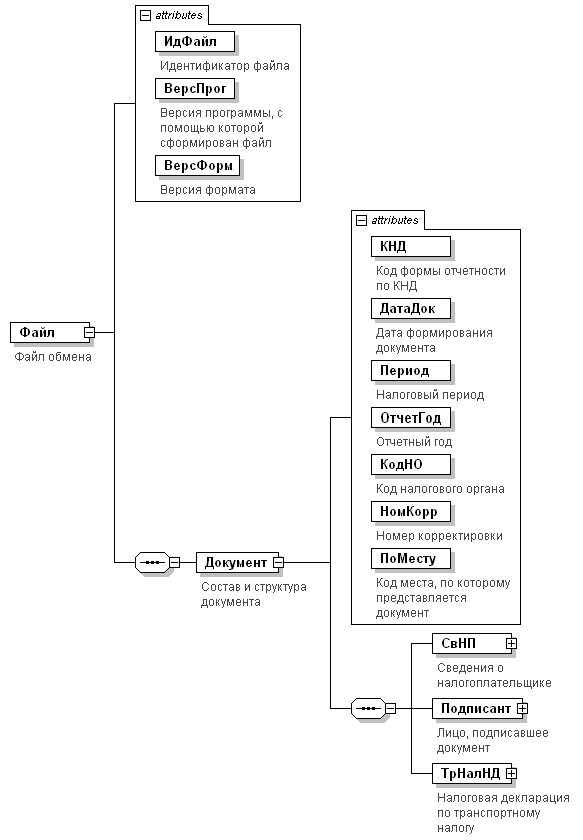 attributes
ИдФайл
Идентификатор файла
ВерсПрог
Версия программы, с
помощью которой
сформирован файл
ВерсФорм
Версия формата
attributes
КНД
Код формы отчетности
по КНД
ДатаДок
Дата формирования
документа
Файл
Файл обмена
Период
Налоговый период
ОтчетГод
Отчетный год
КодНО
Код налогового органа
НомКорр
Номер корректировки
ПоМесту
Код места, по которому
представляется
документ
Документ
Состав и структура
документа
СвНП
Сведения о
налогоплательщике
Подписант
Лицо, подписавшее
документ
ТрНалНД
Налоговая декларация
по транспортному
налогу